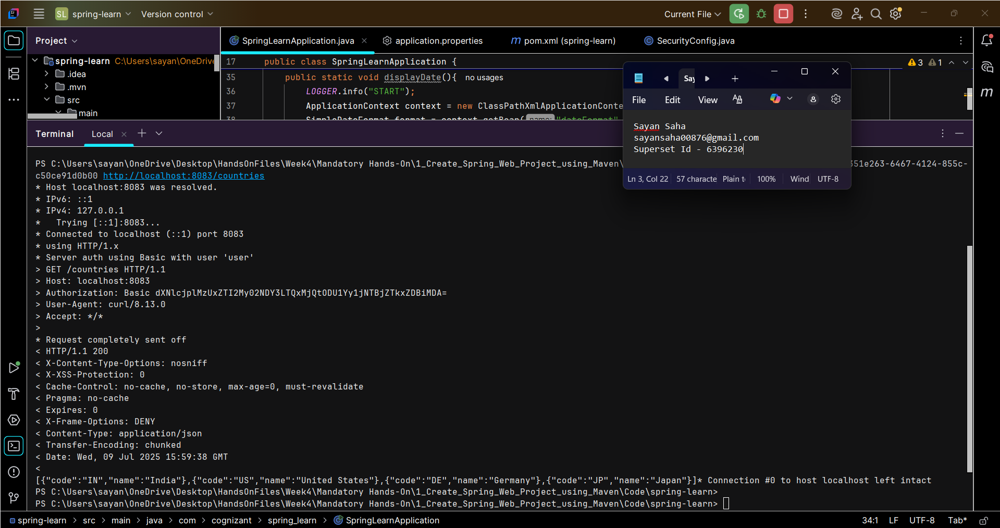 SL spring-learn Version control Current File
Project
SpringLearnApplication.java application.properties m pom.xml (spring-learn) SecurityConfig.java
spring-learn C:\Users\sayan\OneDrive
.idea
.mvn
src
main
17 public class SpringLearnApplication {
35 public static void displayDate(){ no usages
36 LOGGER.info("START");
37 ApplicationContext context = new ClassPathXmlApplicationConte
38 SimpleDateFormat format = context.getBean( name: "dateFormat"
3 1
Say
File Edit View
Sayan Saha
sayansaha00876@gmail.com
Superset Id - 6396230
Ln 3, Col 22 57 characte Plain t 100% Wind UTF-8
Terminal Local
PS C:\Users\sayan\OneDrive\Desktop\HandsOnFiles\Week4\Mandatory Hands-On\1_Create_Spring_Web_Project_using_Maven\ 351e263-6467-4124-855c-
c50ce91d0b00 http://localhost:8083/countries
* Host localhost:8083 was resolved.
* IPv6: ::1
* IPv4: 127.0.0.1
*   Trying [::1]:8083...
* Connected to localhost (::1) port 8083
* using HTTP/1.x
* Server auth using Basic with user 'user'
> GET /countries HTTP/1.1
> Host: localhost:8083
> Authorization: Basic dXNlcjplMzUxZTI2My02NDY3LTQxMjQtODU1Yy1jNTBjZTkxZDBiMDA=
> User-Agent: curl/8.13.0
> Accept: */*
>
* Request completely sent off
< HTTP/1.1 200
< X-Content-Type-Options: nosniff
< X-XSS-Protection: 0
< Cache-Control: no-cache, no-store, max-age=0, must-revalidate
< Pragma: no-cache
< Expires: 0
< X-Frame-Options: DENY
< Content-Type: application/json
< Transfer-Encoding: chunked
< Date: Wed, 09 Jul 2025 15:59:38 GMT
<
[{"code":"IN","name":"India"},{"code":"US","name":"United States"},{"code":"DE","name":"Germany"},{"code":"JP","name":"Japan"}]* Connection #0 to host localhost left intact
PS C:\Users\sayan\OneDrive\Desktop\HandsOnFiles\Week4\Mandatory Hands-On\1_Create_Spring_Web_Project_using_Maven\Code\spring-learn>
PS C:\Users\sayan\OneDrive\Desktop\HandsOnFiles\Week4\Mandatory Hands-On\1_Create_Spring_Web_Project_using_Maven\Code\spring-learn>
spring-learn > src > main > java > com > cognizant > spring_learn > SpringLearnApplication 34:1 LF UTF-8 Tab*